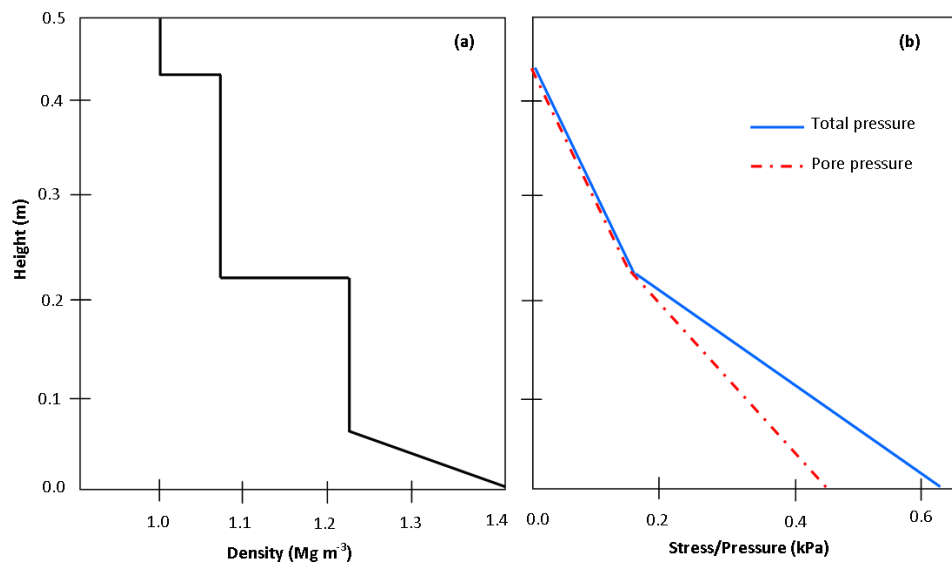 0.5
(a)
0.4
0.3
0.2
0.1
0.0
Height (m)
1.0 1.1 1.2 1.3 1.4
Density (Mg m⁻³)
(b)
Total pressure
Pore pressure
0.0 0.2 0.4 0.6
Stress/Pressure (kPa)